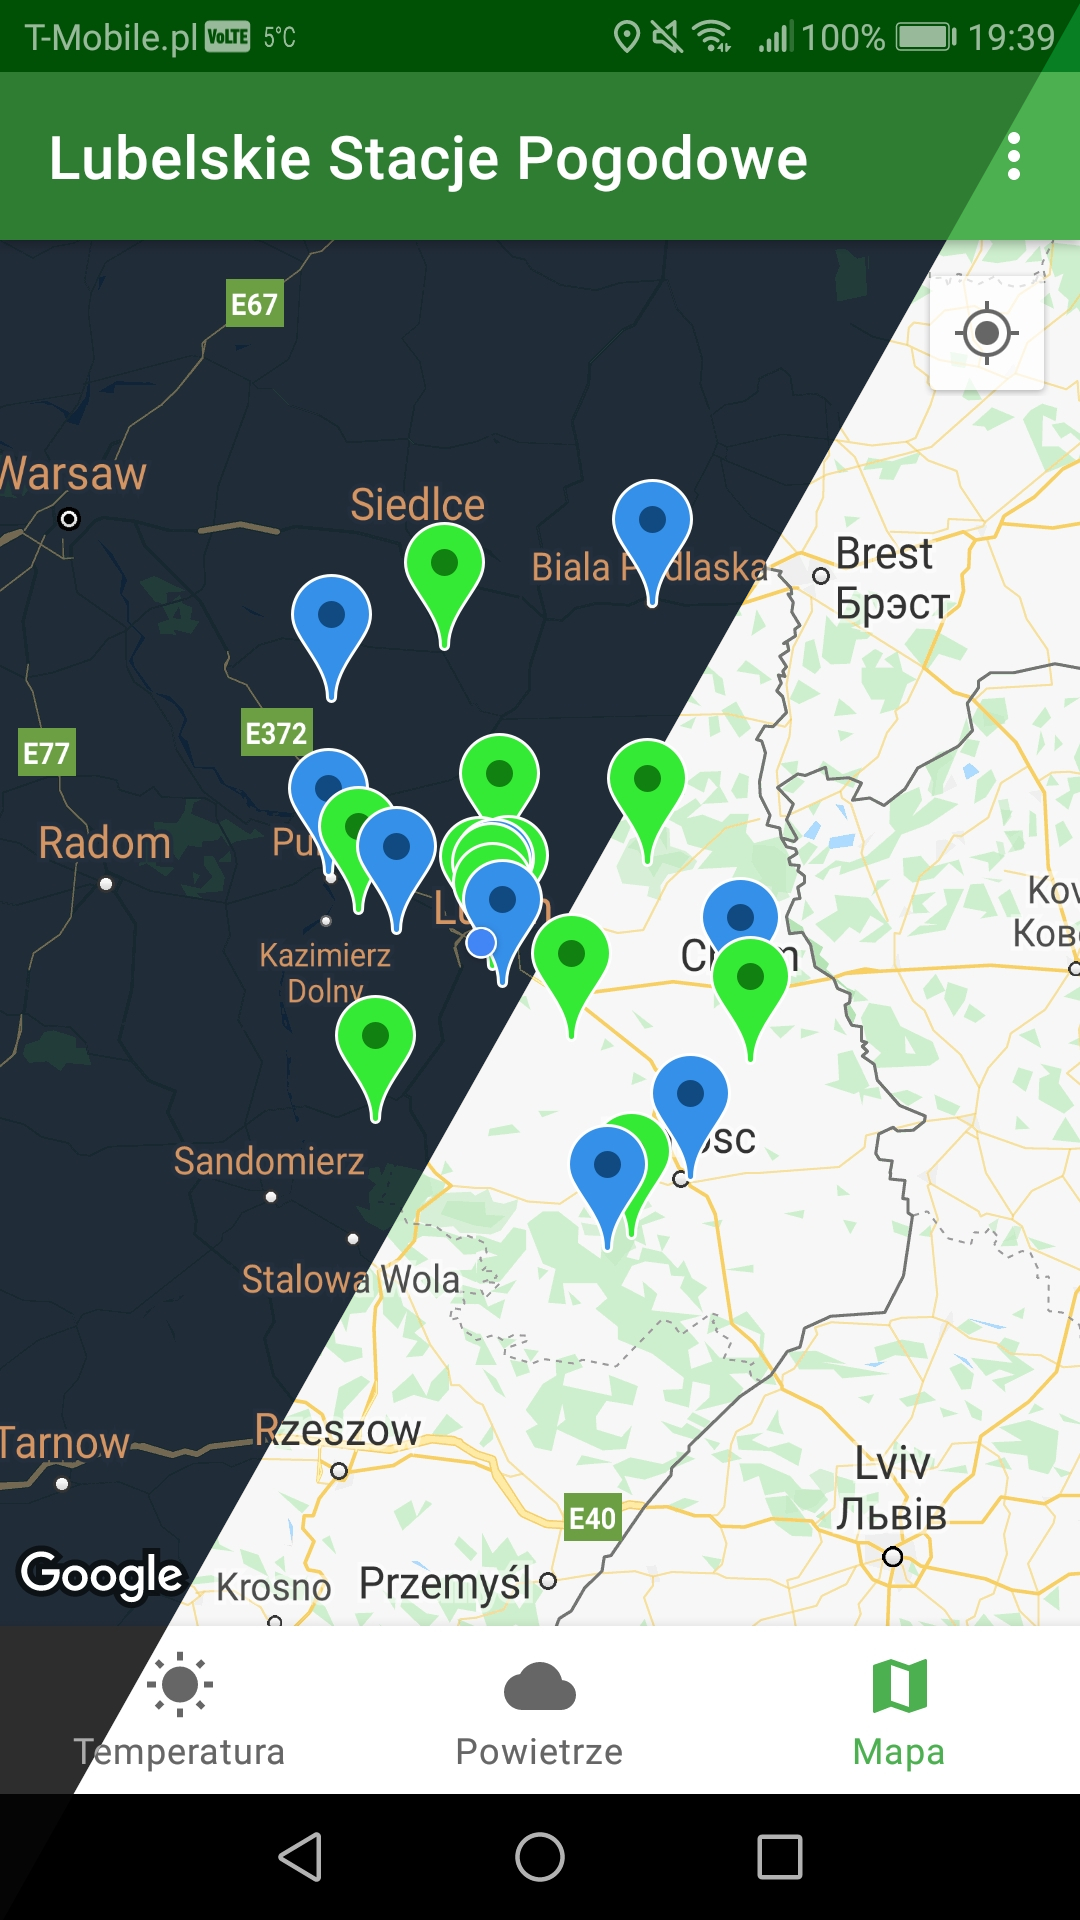 T-Mobile.pl VoLTE 5°C 100% 19:39
Lubelskie Stacje Pogodowe
E67
Warsaw
Siedlce
Biala P dlaska
Brest
Брэст
E372
E77
Radom
Pu
L n
Kazimierz
Dolny
C m
Kov
Кове
osc
Sandomierz
Stalowa Wola
Rzeszow
Tarnow
Lviv
Львів
E40
Google
Krosno
Przemyśl
Temperatura
Powietrze
Mapa